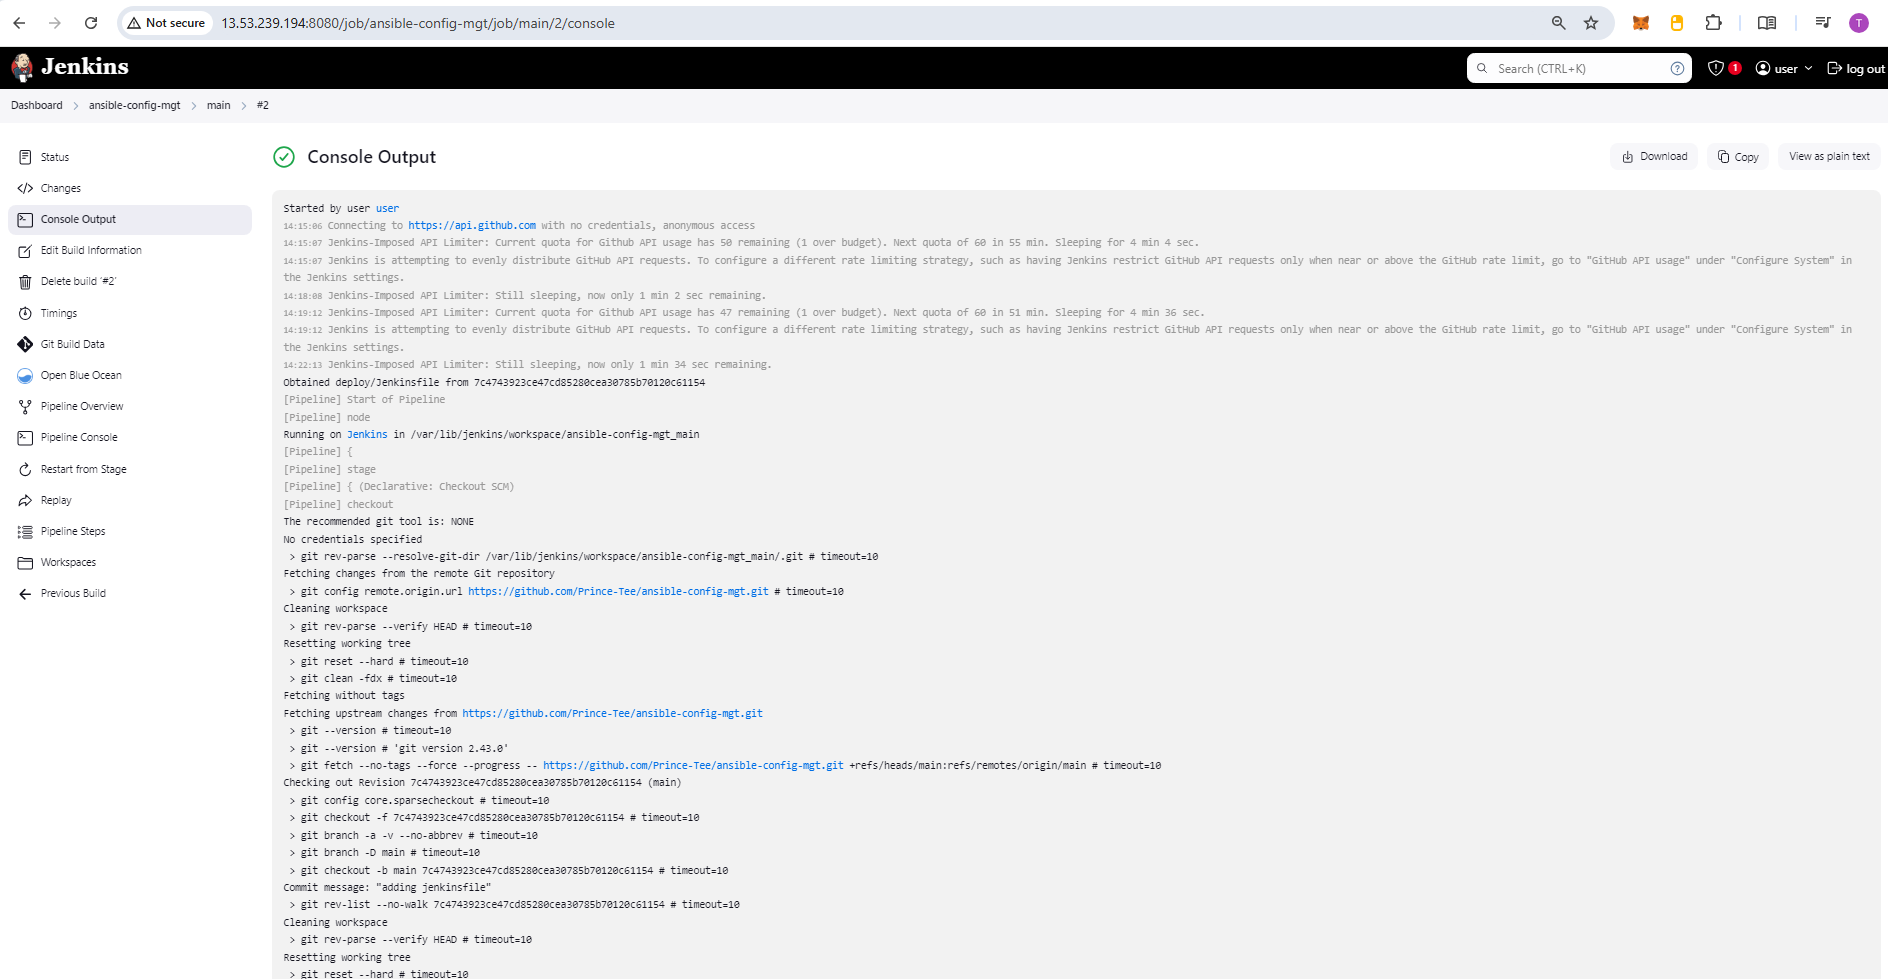 Not secure 13.53.239.194:8080/job/ansible-config-mgt/job/main/2/console T
Jenkins Search (CTRL+K) ? 1 user log out
Dashboard ansible-config-mgt main #2
Status
Changes
Console Output
Edit Build Information
Delete build '#2'
Timings
Git Build Data
Open Blue Ocean
Pipeline Overview
Pipeline Console
Restart from Stage
Replay
Pipeline Steps
Workspaces
Previous Build
Console Output Download Copy View as plain text
Started by user user
14:15:06 Connecting to https://api.github.com with no credentials, anonymous access
14:15:07 Jenkins-Imposed API Limiter: Current quota for Github API usage has 50 remaining (1 over budget). Next quota of 60 in 55 min. Sleeping for 4 min 4 sec.
14:15:07 Jenkins is attempting to evenly distribute GitHub API requests. To configure a different rate limiting strategy, such as having Jenkins restrict GitHub API requests only when near or above the GitHub rate limit, go to "GitHub API usage" under "Configure System" in
the Jenkins settings.
14:18:08 Jenkins-Imposed API Limiter: Still sleeping, now only 1 min 2 sec remaining.
14:19:12 Jenkins-Imposed API Limiter: Current quota for Github API usage has 47 remaining (1 over budget). Next quota of 60 in 51 min. Sleeping for 4 min 36 sec.
14:19:12 Jenkins is attempting to evenly distribute GitHub API requests. To configure a different rate limiting strategy, such as having Jenkins restrict GitHub API requests only when near or above the GitHub rate limit, go to "GitHub API usage" under "Configure System" in
the Jenkins settings.
14:22:13 Jenkins-Imposed API Limiter: Still sleeping, now only 1 min 34 sec remaining.
Obtained deploy/Jenkinsfile from 7c4743923ce47cd85280cea30785b70120c61154
[Pipeline] Start of Pipeline
[Pipeline] node
Running on Jenkins in /var/lib/jenkins/workspace/ansible-config-mgt_main
[Pipeline] {
[Pipeline] stage
[Pipeline] { (Declarative: Checkout SCM)
[Pipeline] checkout
The recommended git tool is: NONE
No credentials specified
> git rev-parse --resolve-git-dir /var/lib/jenkins/workspace/ansible-config-mgt_main/.git # timeout=10
Fetching changes from the remote Git repository
> git config remote.origin.url https://github.com/Prince-Tee/ansible-config-mgt.git # timeout=10
Cleaning workspace
> git rev-parse --verify HEAD # timeout=10
Resetting working tree
> git reset --hard # timeout=10
> git clean -fdx # timeout=10
Fetching without tags
Fetching upstream changes from https://github.com/Prince-Tee/ansible-config-mgt.git
> git --version # timeout=10
> git --version # 'git version 2.43.0'
> git fetch --no-tags --force --progress -- https://github.com/Prince-Tee/ansible-config-mgt.git +refs/heads/main:refs/remotes/origin/main # timeout=10
Checking out Revision 7c4743923ce47cd85280cea30785b70120c61154 (main)
> git config core.sparsecheckout # timeout=10
> git checkout -f 7c4743923ce47cd85280cea30785b70120c61154 # timeout=10
> git branch -a -v --no-abbrev # timeout=10
> git branch -D main # timeout=10
> git checkout -b main 7c4743923ce47cd85280cea30785b70120c61154 # timeout=10
Commit message: "adding jenkinsfile"
> git rev-list --no-walk 7c4743923ce47cd85280cea30785b70120c61154 # timeout=10
Cleaning workspace
> git rev-parse --verify HEAD # timeout=10
Resetting working tree
> git reset --hard # timeout=10